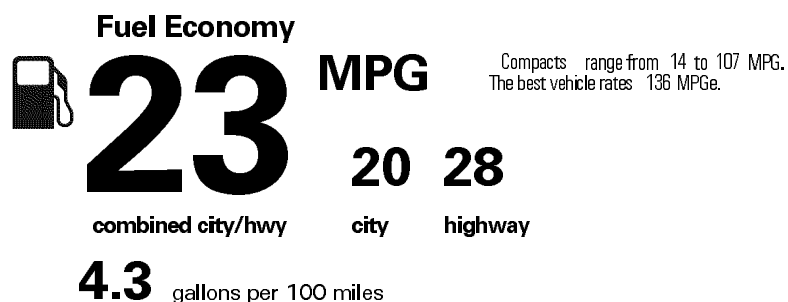 Fuel Economy
23 MPG
Compacts range from 14 to 107 MPG.
The best vehicle rates 136 MPGe.
20 28
combined city/hwy city highway
4.3 gallons per 100 miles